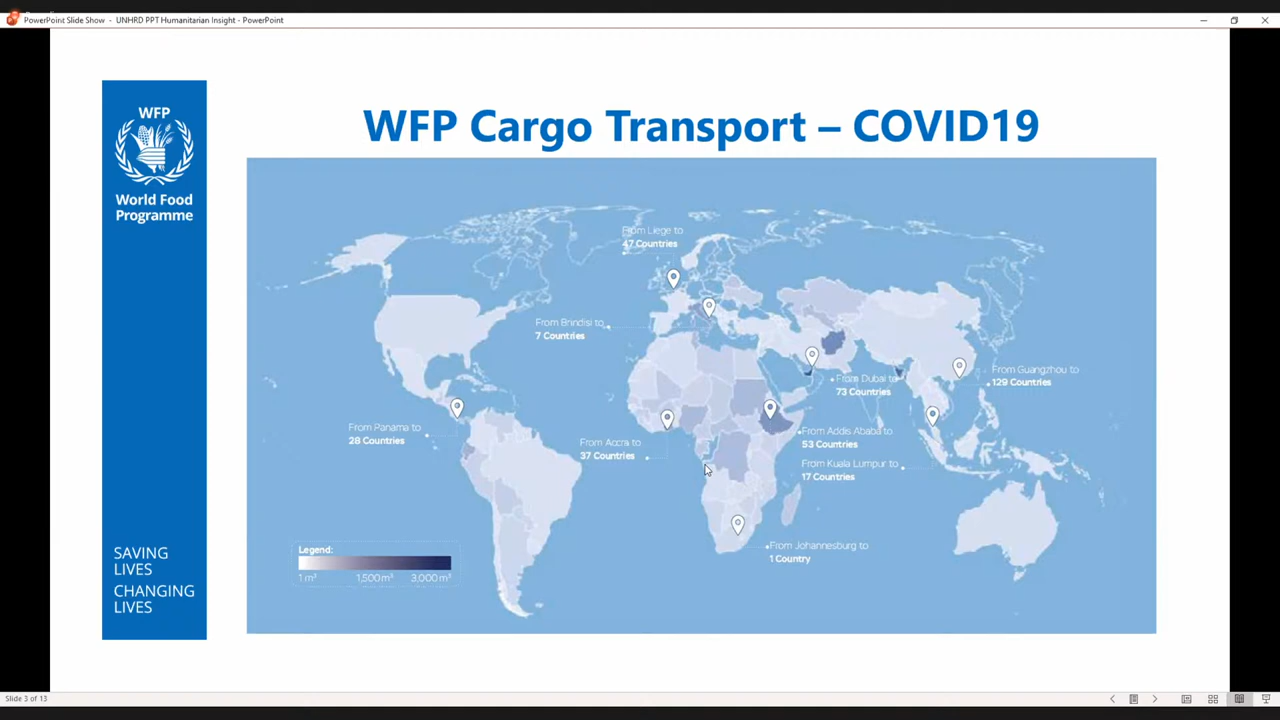 PowerPoint Slide Show - UNHRD PPT Humanitarian Insight - PowerPoint
WFP
World Food
Programme
SAVING
LIVES
CHANGING
LIVES
WFP Cargo Transport – COVID19
From Liege to
47 Countries
From Brindisi to
7 Countries
From Guangzhou to
129 Countries
From Dubai to
73 Countries
From Panama to
28 Countries
From Accra to
37 Countries
From Addis Ababa to
53 Countries
From Kuala Lumpur to
17 Countries
From Johannesburg to
1 Country
Legend:
1 m³ 1,500 m³ 3,000 m³
Slide 3 of 13